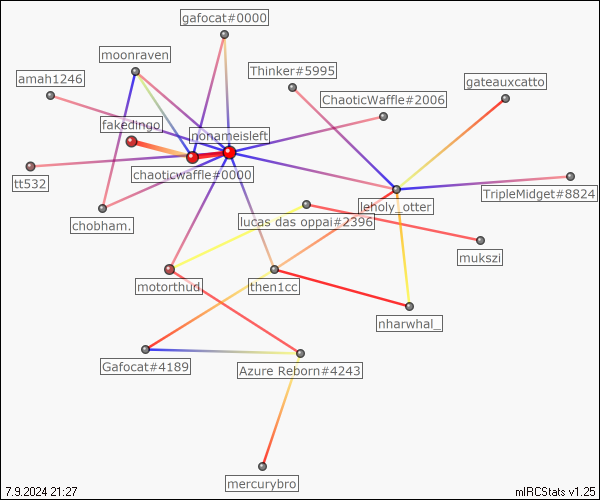 gafocat#0000
moonraven
Thinker#5995
amah1246
gateauxcatto
ChaoticWaffle#2006
fakedingo
nonameisleft
chaoticwaffle#0000
tt532
TripleMidget#8824
leholy_otter
chobham.
lucas das oppai#2396
mukszi
motorthud
then1cc
nharwhal_
Gafocat#4189
Azure Reborn#4243
mercurybro
7.9.2024 21:27
mIRCStats v1.25